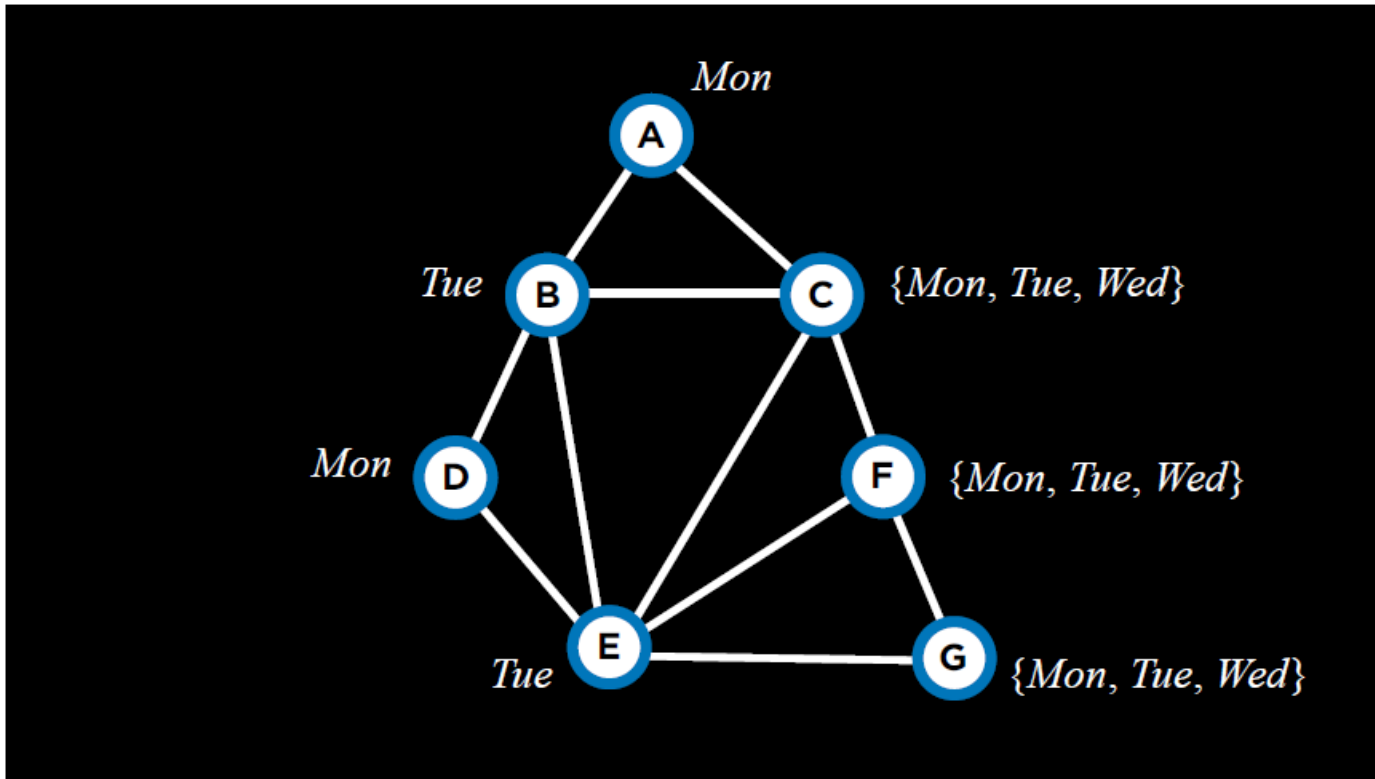 Mon
A
Tue
B
C
{Mon, Tue, Wed}
Mon
D
F
{Mon, Tue, Wed}
Tue
E
G
{Mon, Tue, Wed}